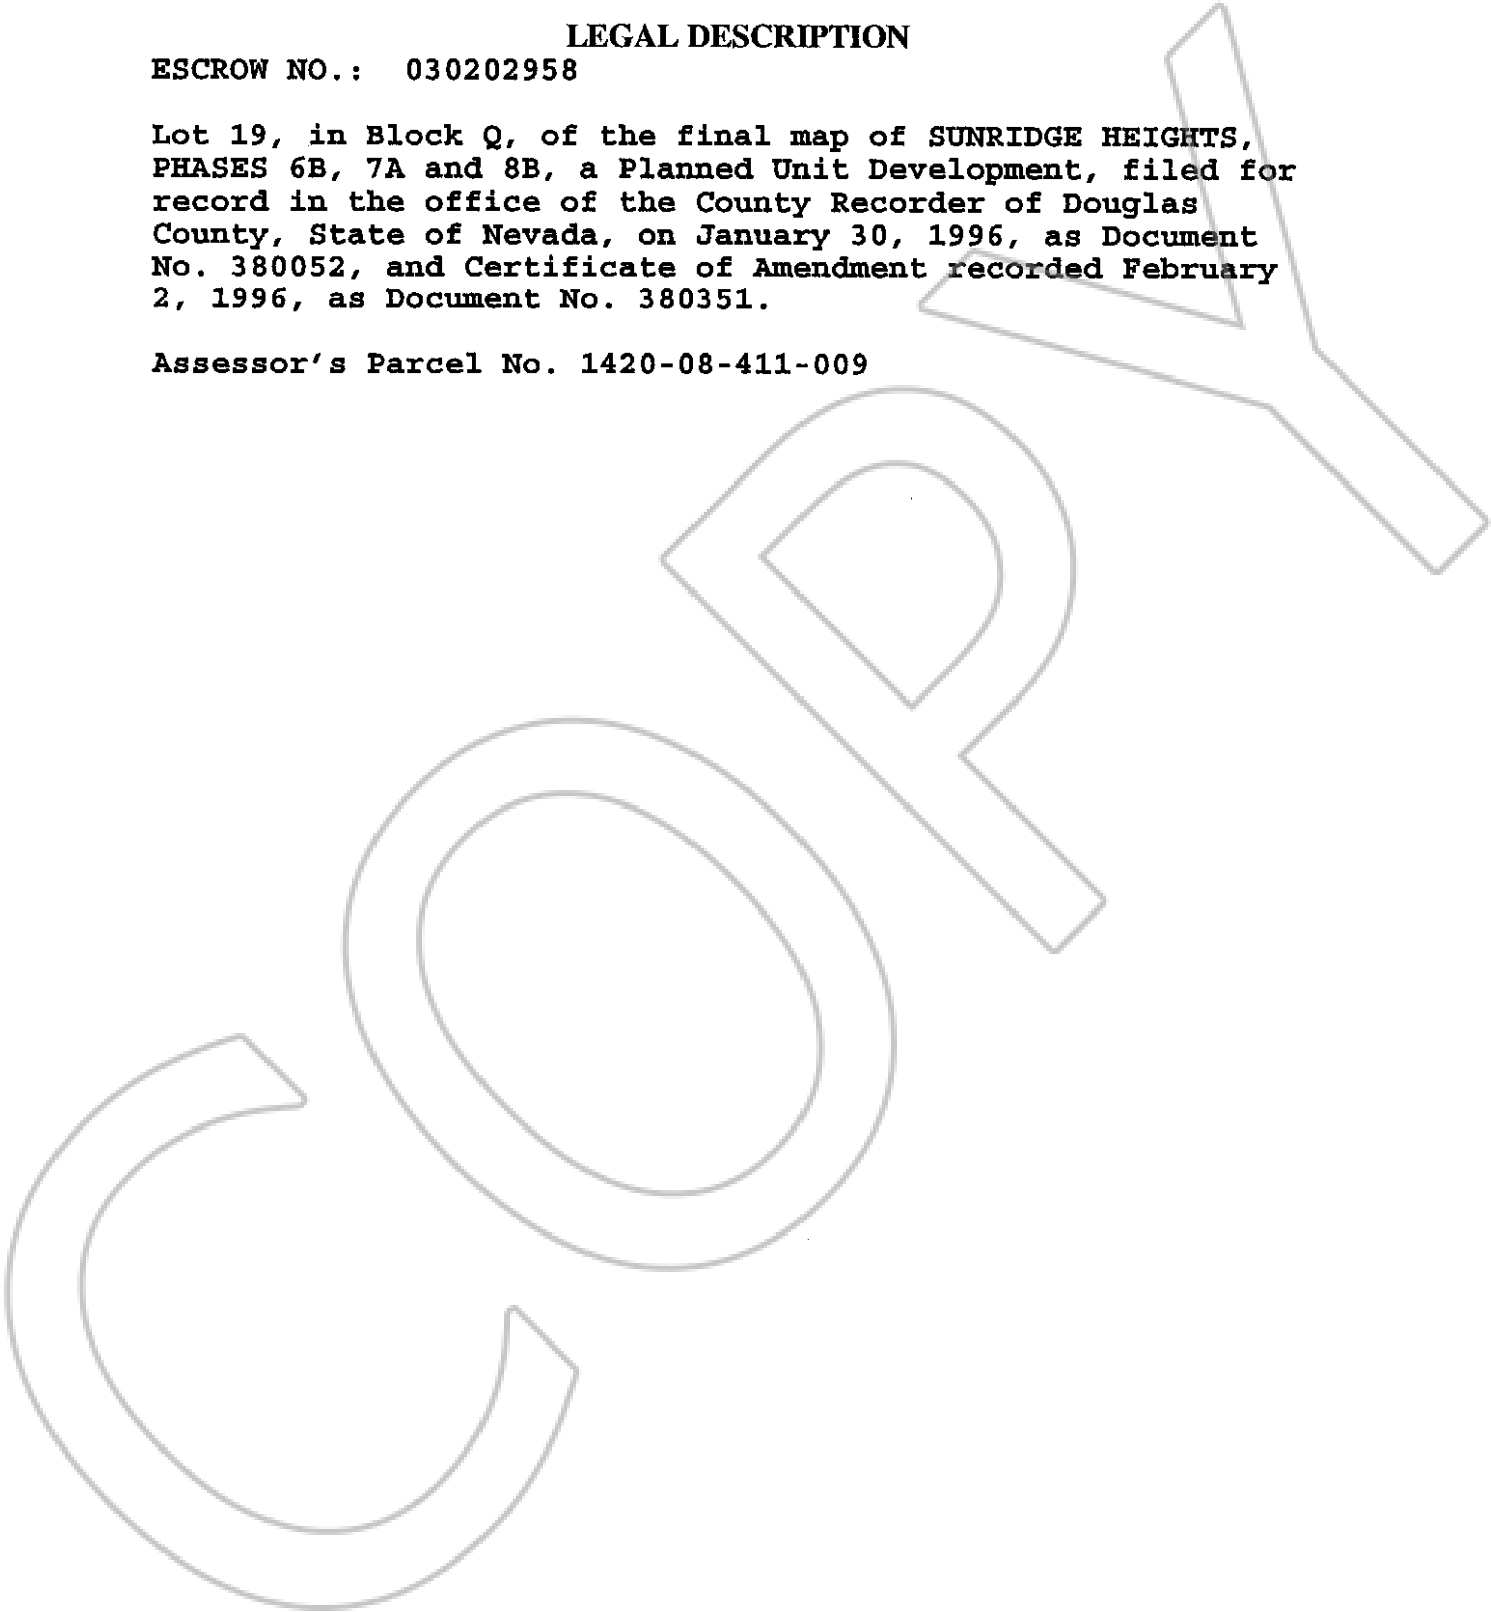 LEGAL DESCRIPTION
ESCROW NO.: 030202958
Lot 19, in Block Q, of the final map of SUNRIDGE HEIGHTS,
PHASES 6B, 7A and 8B, a Planned Unit Development, filed for
record in the office of the County Recorder of Douglas
County, State of Nevada, on January 30, 1996, as Document
No. 380052, and Certificate of Amendment recorded February
2, 1996, as Document No. 380351.
Assessor's Parcel No. 1420-08-411-009
COPY